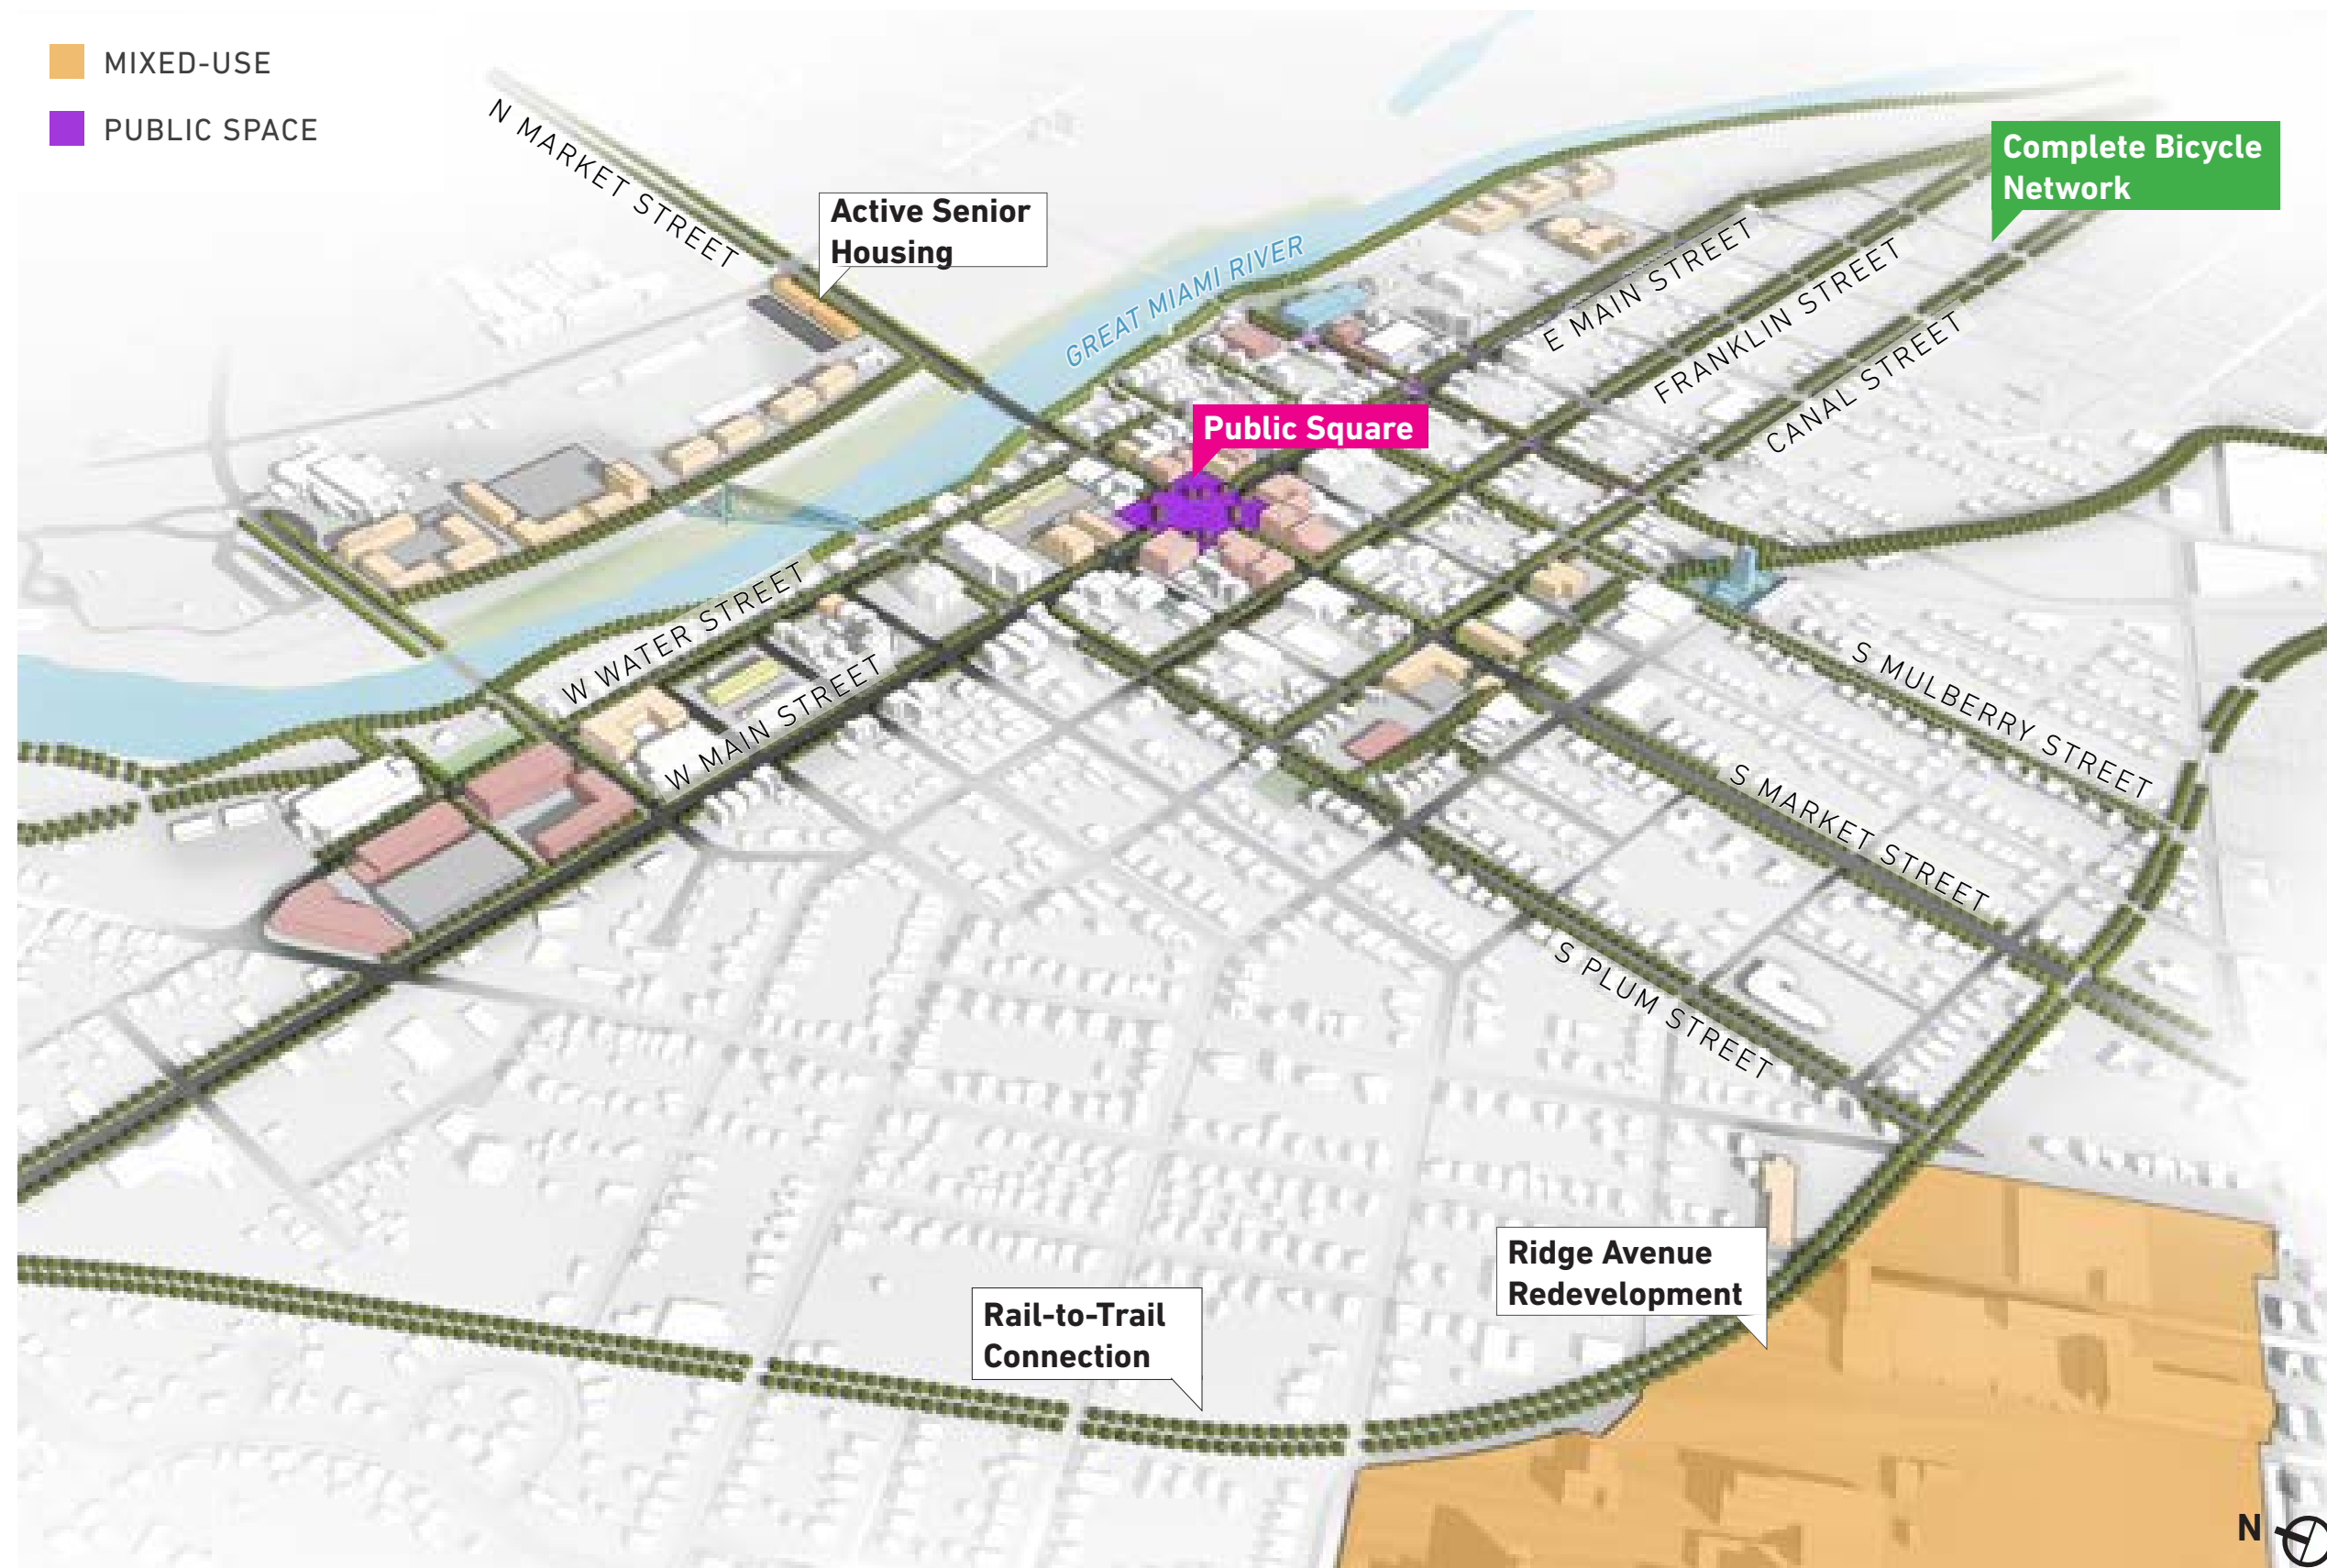 MIXED-USE
PUBLIC SPACE
N MARKET STREET
Active Senior
Housing
GREAT MIAMI RIVER
Complete Bicycle
Network
E MAIN STREET
FRANKLIN STREET
CANAL STREET
Public Square
W WATER STREET
W MAIN STREET
S MULBERRY STREET
S MARKET STREET
S PLUM STREET
Ridge Avenue
Redevelopment
Rail-to-Trail
Connection
N